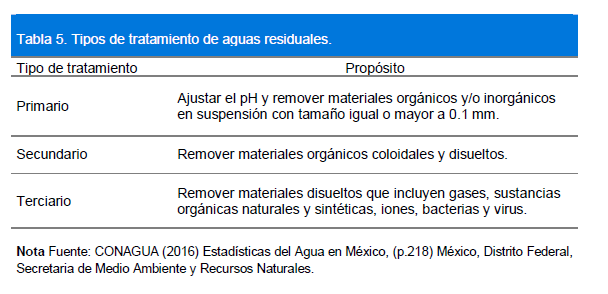 Tabla 5. Tipos de tratamiento de aguas residuales.
Tipo de tratamiento Propósito
Primario Ajustar el pH y remover materiales orgánicos y/o inorgánicos
en suspensión con tamaño igual o mayor a 0.1 mm.
Secundario Remover materiales orgánicos coloidales y disueltos.
Terciario Remover materiales disueltos que incluyen gases, sustancias
orgánicas naturales y sintéticas, iones, bacterias y virus.
Nota Fuente: CONAGUA (2016) Estadísticas del Agua en México, (p.218) México, Distrito Federal,
Secretaria de Medio Ambiente y Recursos Naturales.